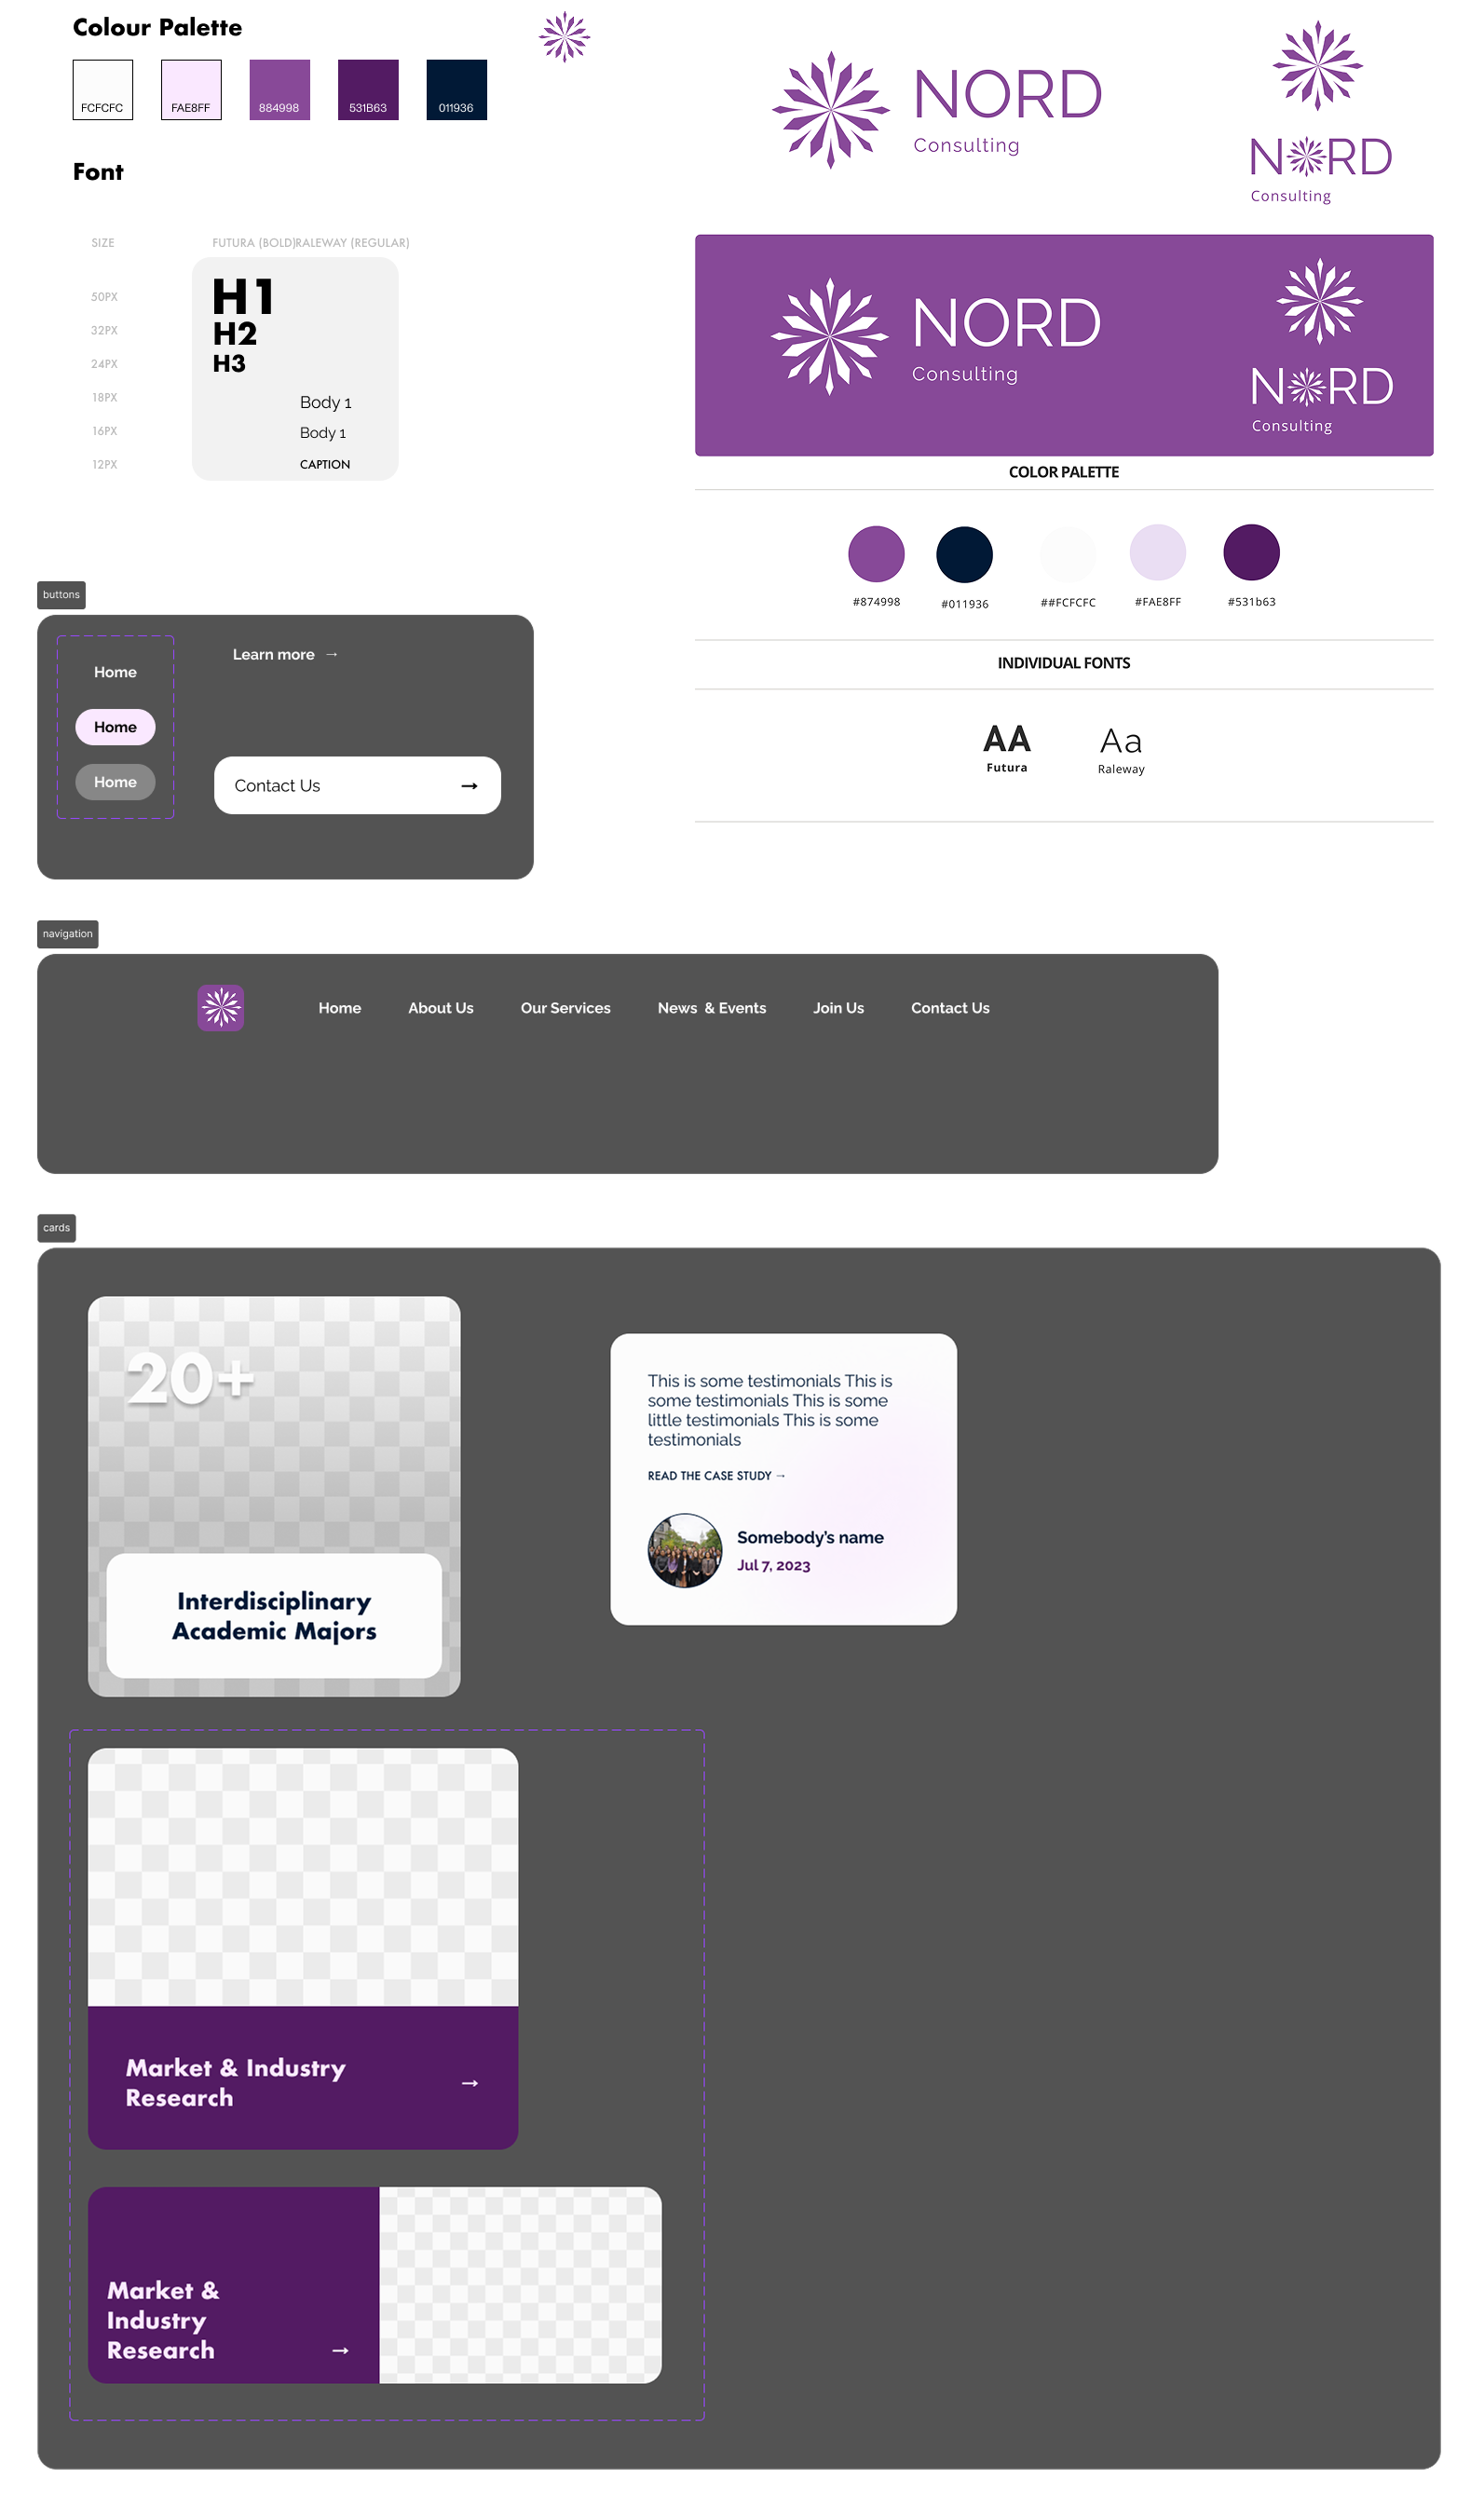 Colour Palette
FCFCFC
FAE8FF
884998
531B63
011936
Font
SIZE
FUTURA (BOLD)
RALEWAY (REGULAR)
50PX
32PX
24PX
18PX
16PX
12PX
H1
H2
H3
Body 1
Body 1
CAPTION
NORD
Consulting
NRD
Consulting
NORD
Consulting
NRD
Consulting
COLOR PALETTE
#874998
#011936
##FCFCFC
#FAE8FF
#531b63
INDIVIDUAL FONTS
AA
Futura
Aa
Raleway
buttons
Home
Home
Home
Learn more →
Contact Us →
navigation
Home
About Us
Our Services
News & Events
Join Us
Contact Us
cards
20+
Interdisciplinary
Academic Majors
This is some testimonials This is
some testimonials This is some
little testimonials This is some
testimonials
READ THE CASE STUDY →
Somebody's name
Jul 7, 2023
Market & Industry
Research →
Market &
Industry
Research →